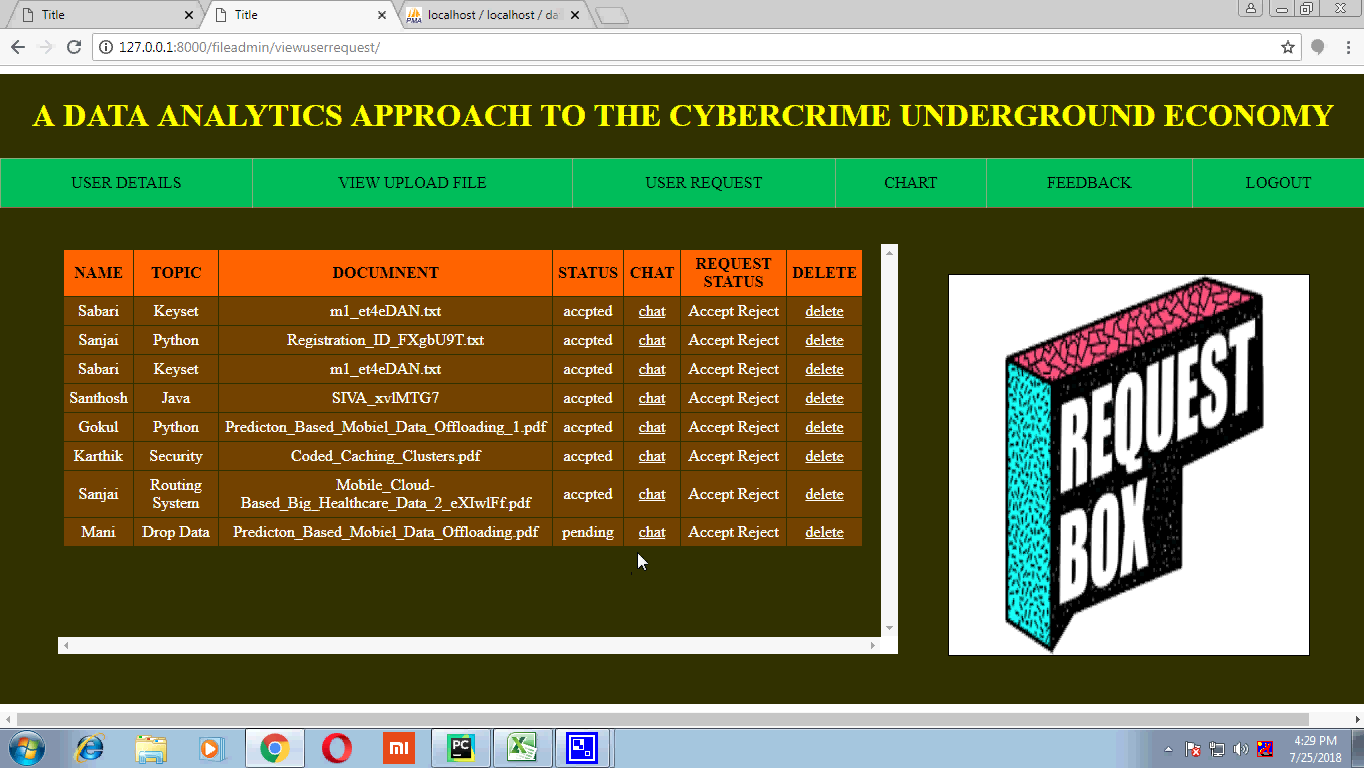 Title
Title
localhost / localhost / da
127.0.0.1:8000/fileadmin/viewuserrequest/
A DATA ANALYTICS APPROACH TO THE CYBERCRIME UNDERGROUND ECONOMY
USER DETAILS VIEW UPLOAD FILE USER REQUEST CHART FEEDBACK LOGOUT
NAME TOPIC DOCUMNENT STATUS CHAT REQUEST STATUS DELETE
Sabari Keyset m1_et4eDAN.txt accpted chat Accept Reject delete
Sanjai Python Registration_ID_FXgbU9T.txt accpted chat Accept Reject delete
Sabari Keyset m1_et4eDAN.txt accpted chat Accept Reject delete
Santhosh Java SIVA_xvlMTG7 accpted chat Accept Reject delete
Gokul Python Predicton_Based_Mobiel_Data_Offloading_1.pdf accpted chat Accept Reject delete
Karthik Security Coded_Caching_Clusters.pdf accpted chat Accept Reject delete
Sanjai Routing System Mobile_Cloud-Based_Big_Healthcare_Data_2_eXIwlFf.pdf accpted chat Accept Reject delete
Mani Drop Data Predicton_Based_Mobiel_Data_Offloading.pdf pending chat Accept Reject delete
REQUEST
BOX
PMA
mi
PC
4:29 PM
7/25/2018